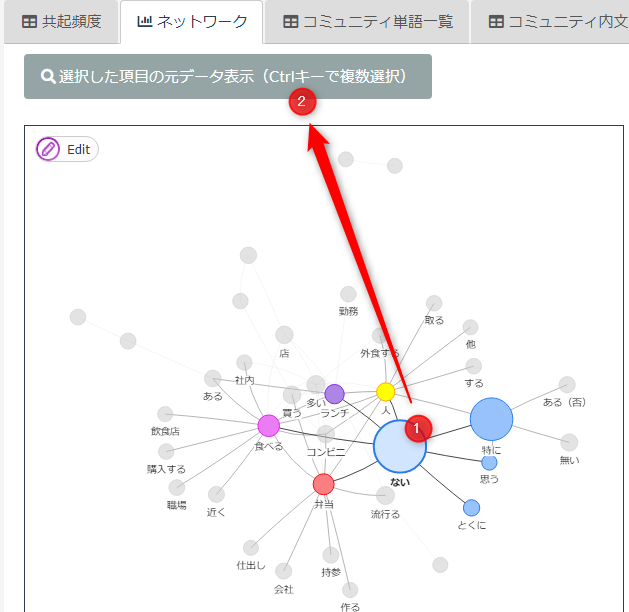 共起頻度
ネットワーク
コミュニティ単語一覧
コミュニティ内文
選択した項目の元データ表示（Ctrlキーで複数選択）
2
Edit
勤務
取る
店
外食する
他
社内
する
ある
多い
ランチ
人
ある（否）
買う
飲食店
1
食べる
コンビニ
特に
無い
購入する
思う
ない
職場
近く
弁当
流行る
とくに
仕出し
持参
会社
作る